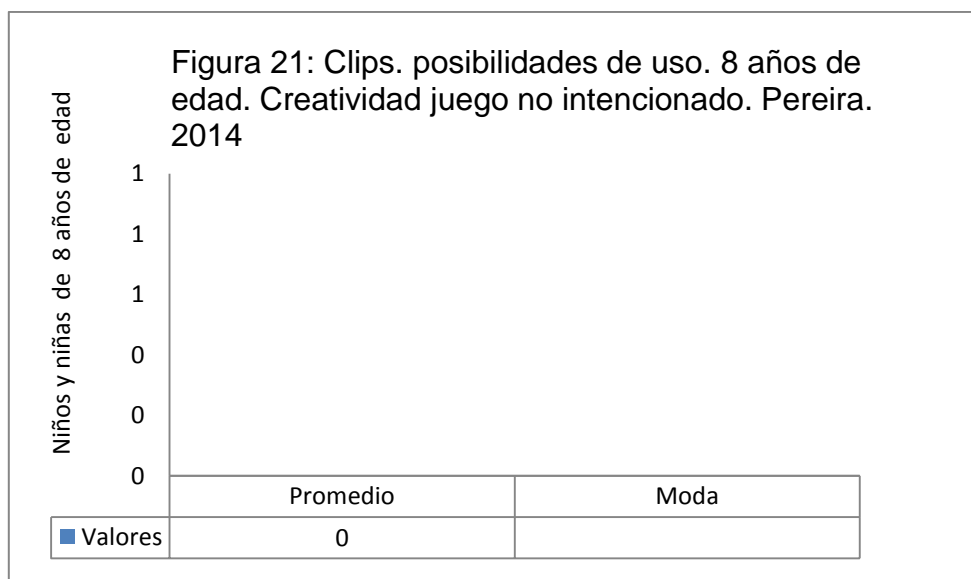 Figura 21: Clips. posibilidades de uso. 8 años de
edad. Creatividad juego no intencionado. Pereira.
2014
Niños y niñas de 8 años de edad
1
1
1
0
0
0
Promedio Moda
Valores 0